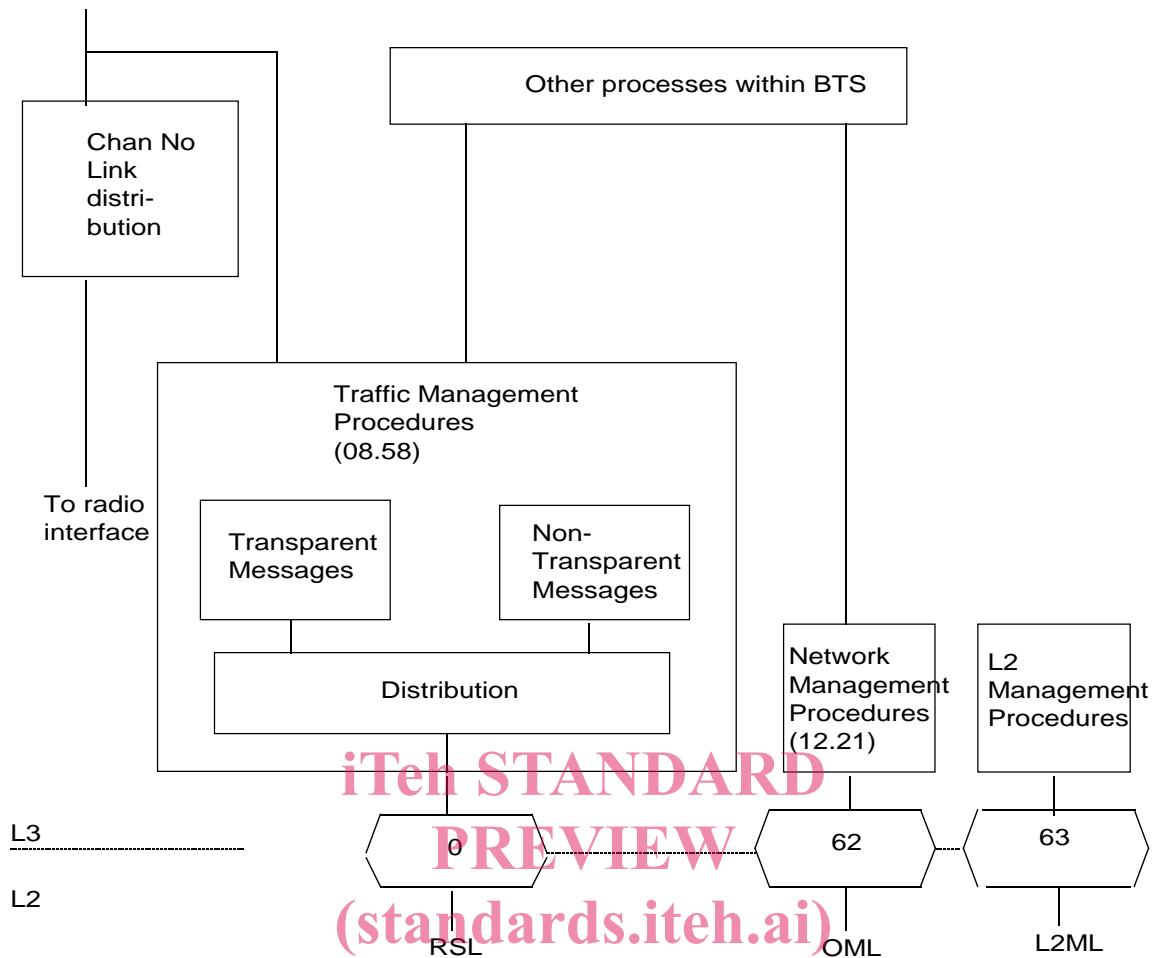 Other processes within BTS
Chan No
Link
distri-
bution
Traffic Management
Procedures
(08.58)
To radio
interface
Transparent
Messages
Non-
Transparent
Messages
Distribution
Network
Management
Procedures
(12.21)
L2
Management
Procedures
iTeh STANDARD
PREVIEW
(standards.iteh.ai)
L3
0
62
63
L2
RSL
OML
L2ML